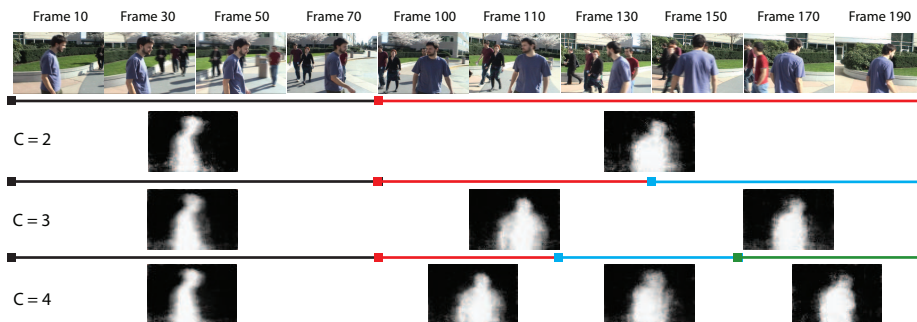 Frame 10 Frame 30 Frame 50 Frame 70 Frame 100 Frame 110 Frame 130 Frame 150 Frame 170 Frame 190
C = 2
C = 3
C = 4